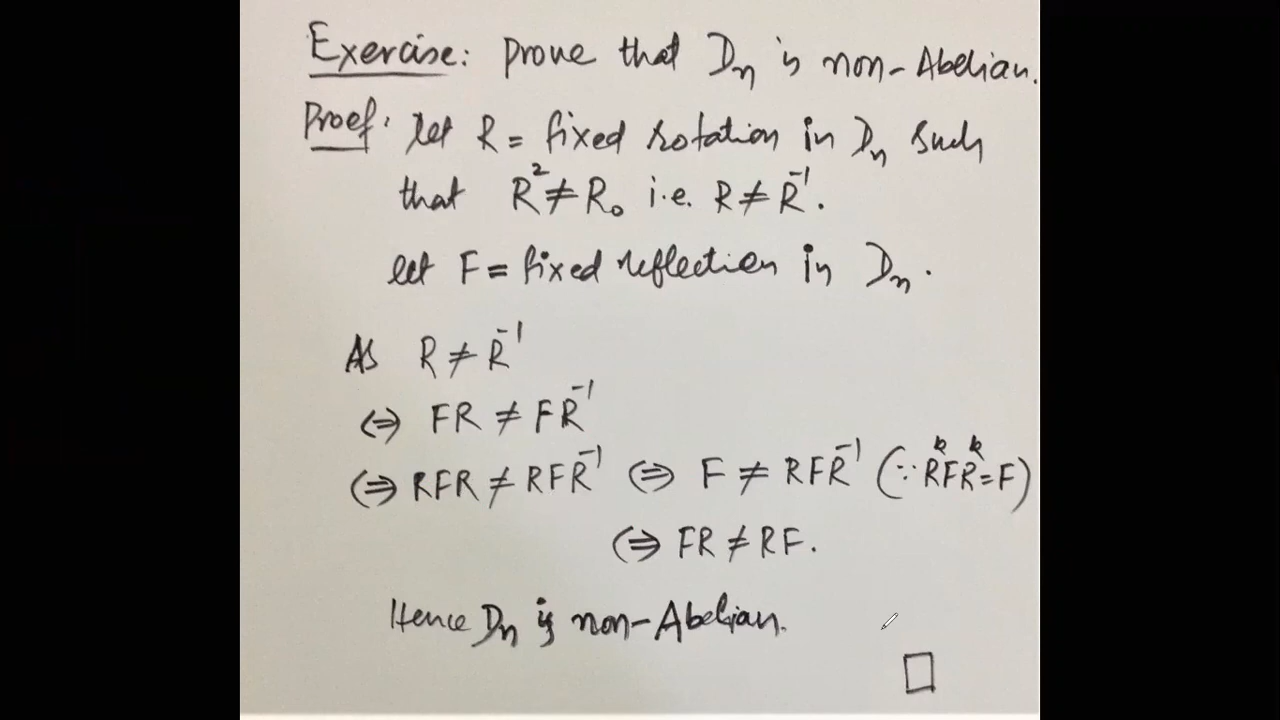 Exercise: Prove that Dn is non-Abelian.
Proof: Let R = fixed rotation in Dn such
that R² ≠ R₀ i.e. R ≠ R⁻¹.
let F = fixed reflection in Dn.
As R ≠ R⁻¹
⇔ FR ≠ FR⁻¹
⇔ RFR ≠ RFR⁻¹ ⇔ F ≠ RFR⁻¹ (∵ RᵏFRᵏ = F)
⇔ FR ≠ RF.
Hence Dn is non-Abelian.